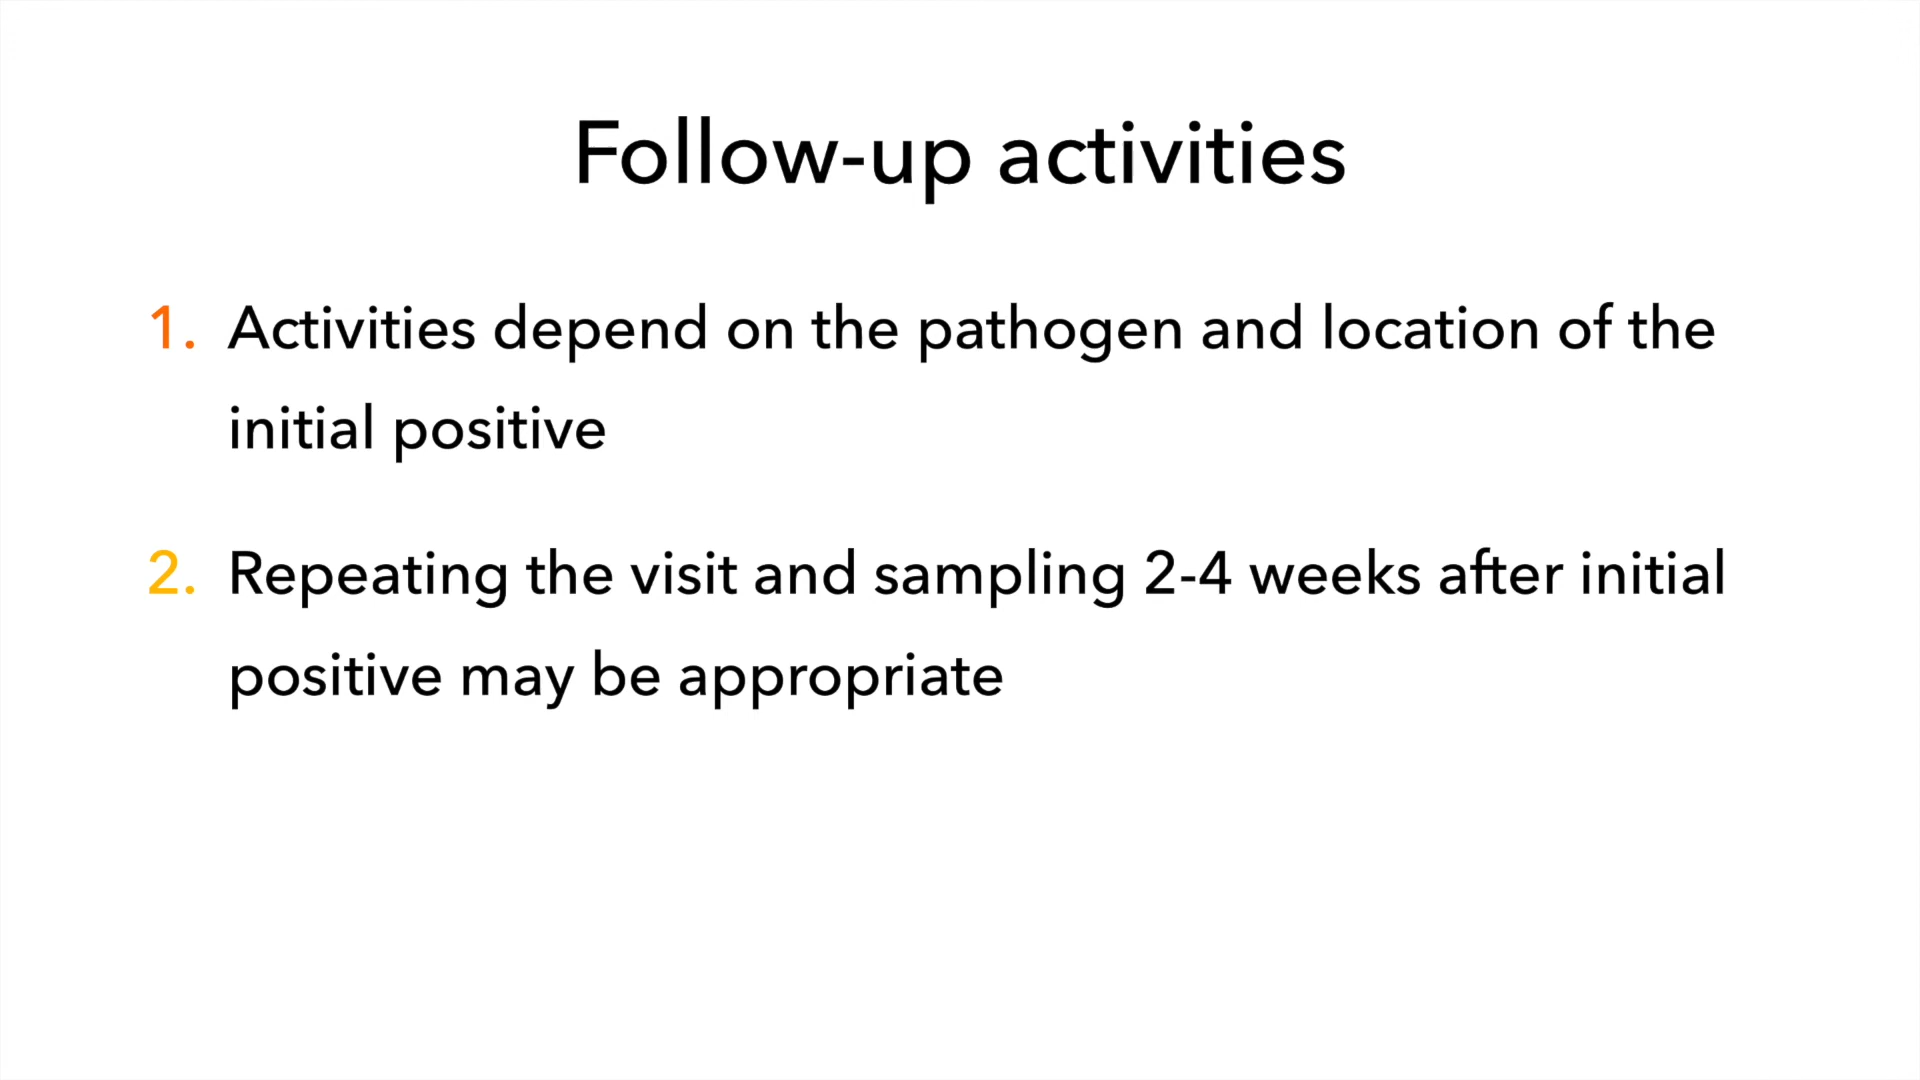 Follow-up activities
1. Activities depend on the pathogen and location of the
initial positive
2. Repeating the visit and sampling 2-4 weeks after initial
positive may be appropriate